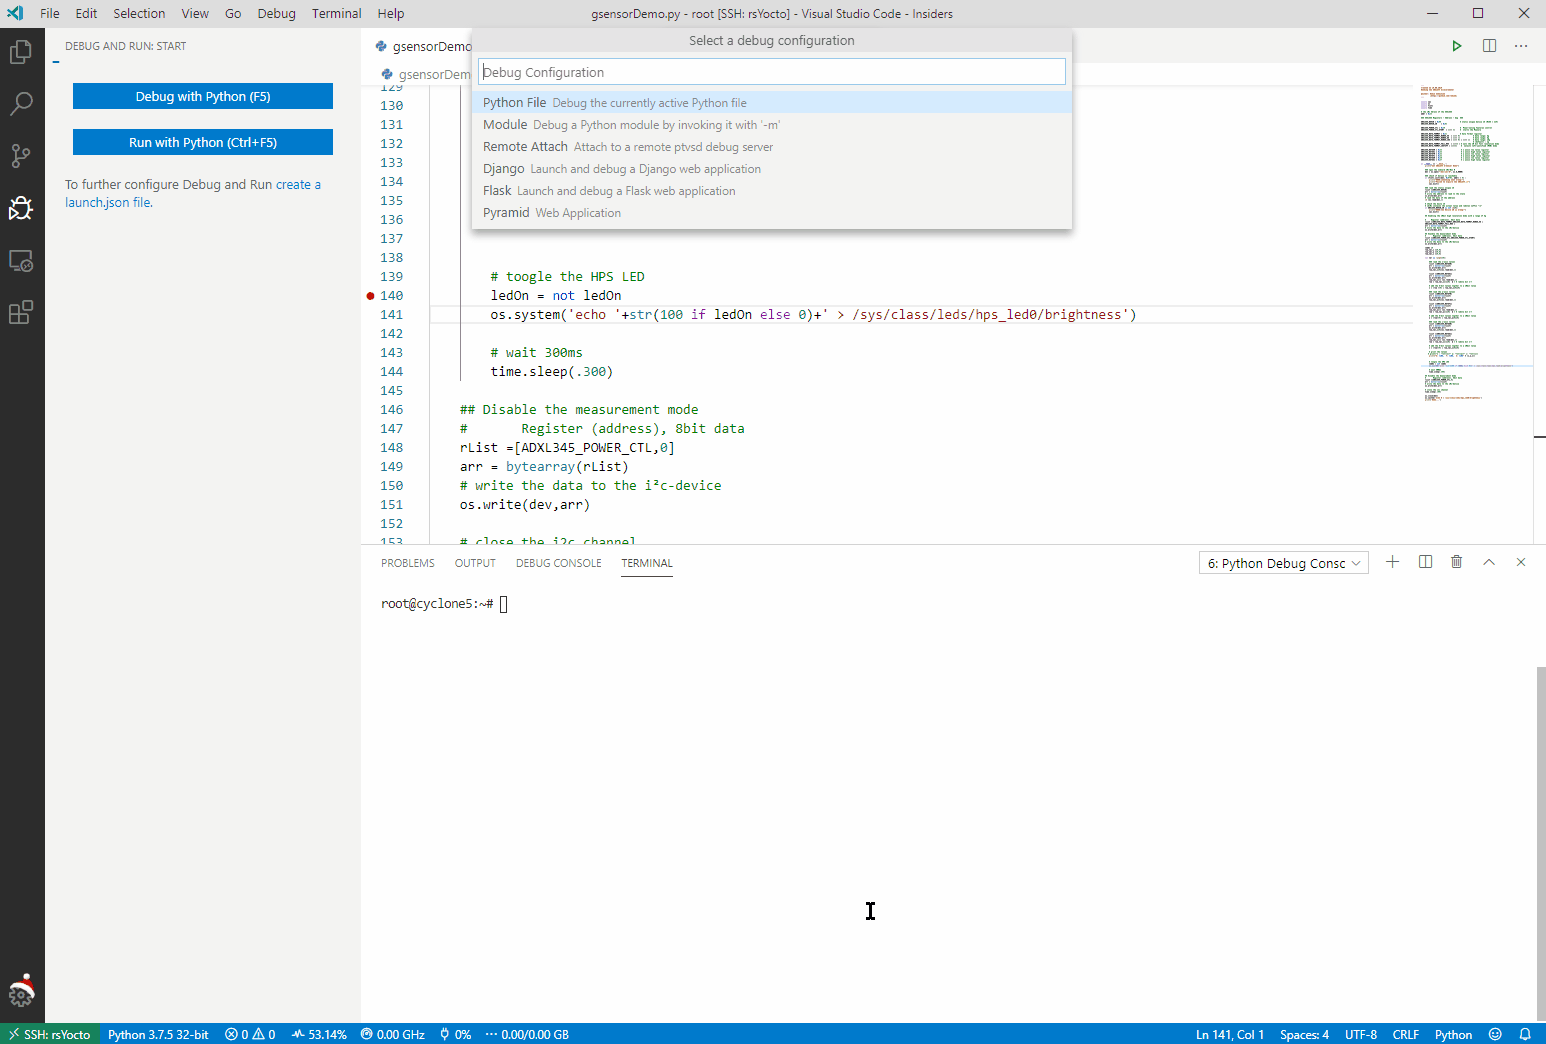 File Edit Selection View Go Debug Terminal Help
gsensorDemo.py - root [SSH: rsYocto] - Visual Studio Code - Insiders
DEBUG AND RUN: START
Debug with Python (F5)
Run with Python (Ctrl+F5)
To further configure Debug and Run create a
launch.json file.
gsensorDemo
gsensorDem
Select a debug configuration
Debug Configuration
Python File Debug the currently active Python file
Module Debug a Python module by invoking it with '-m'
Remote Attach Attach to a remote ptvsd debug server
Django Launch and debug a Django web application
Flask Launch and debug a Flask web application
Pyramid Web Application
129
130
131
132
133
134
135
136
137
138
139 # toogle the HPS LED
140 ledOn = not ledOn
141 os.system('echo '+str(100 if ledOn else 0)+' > /sys/class/leds/hps_led0/brightness')
142
143 # wait 300ms
144 time.sleep(.300)
145
146 ## Disable the measurement mode
147 # Register (address), 8bit data
148 rList =[ADXL345_POWER_CTL,0]
149 arr = bytearray(rList)
150 # write the data to the i²c-device
151 os.write(dev,arr)
152
153 # close the i2c channel
PROBLEMS OUTPUT DEBUG CONSOLE TERMINAL
6: Python Debug Consc
root@cyclone5:~#
SSH: rsYocto Python 3.7.5 32-bit 0 0 53.14% 0.00 GHz 0% 0.00/0.00 GB
Ln 141, Col 1 Spaces: 4 UTF-8 CRLF Python